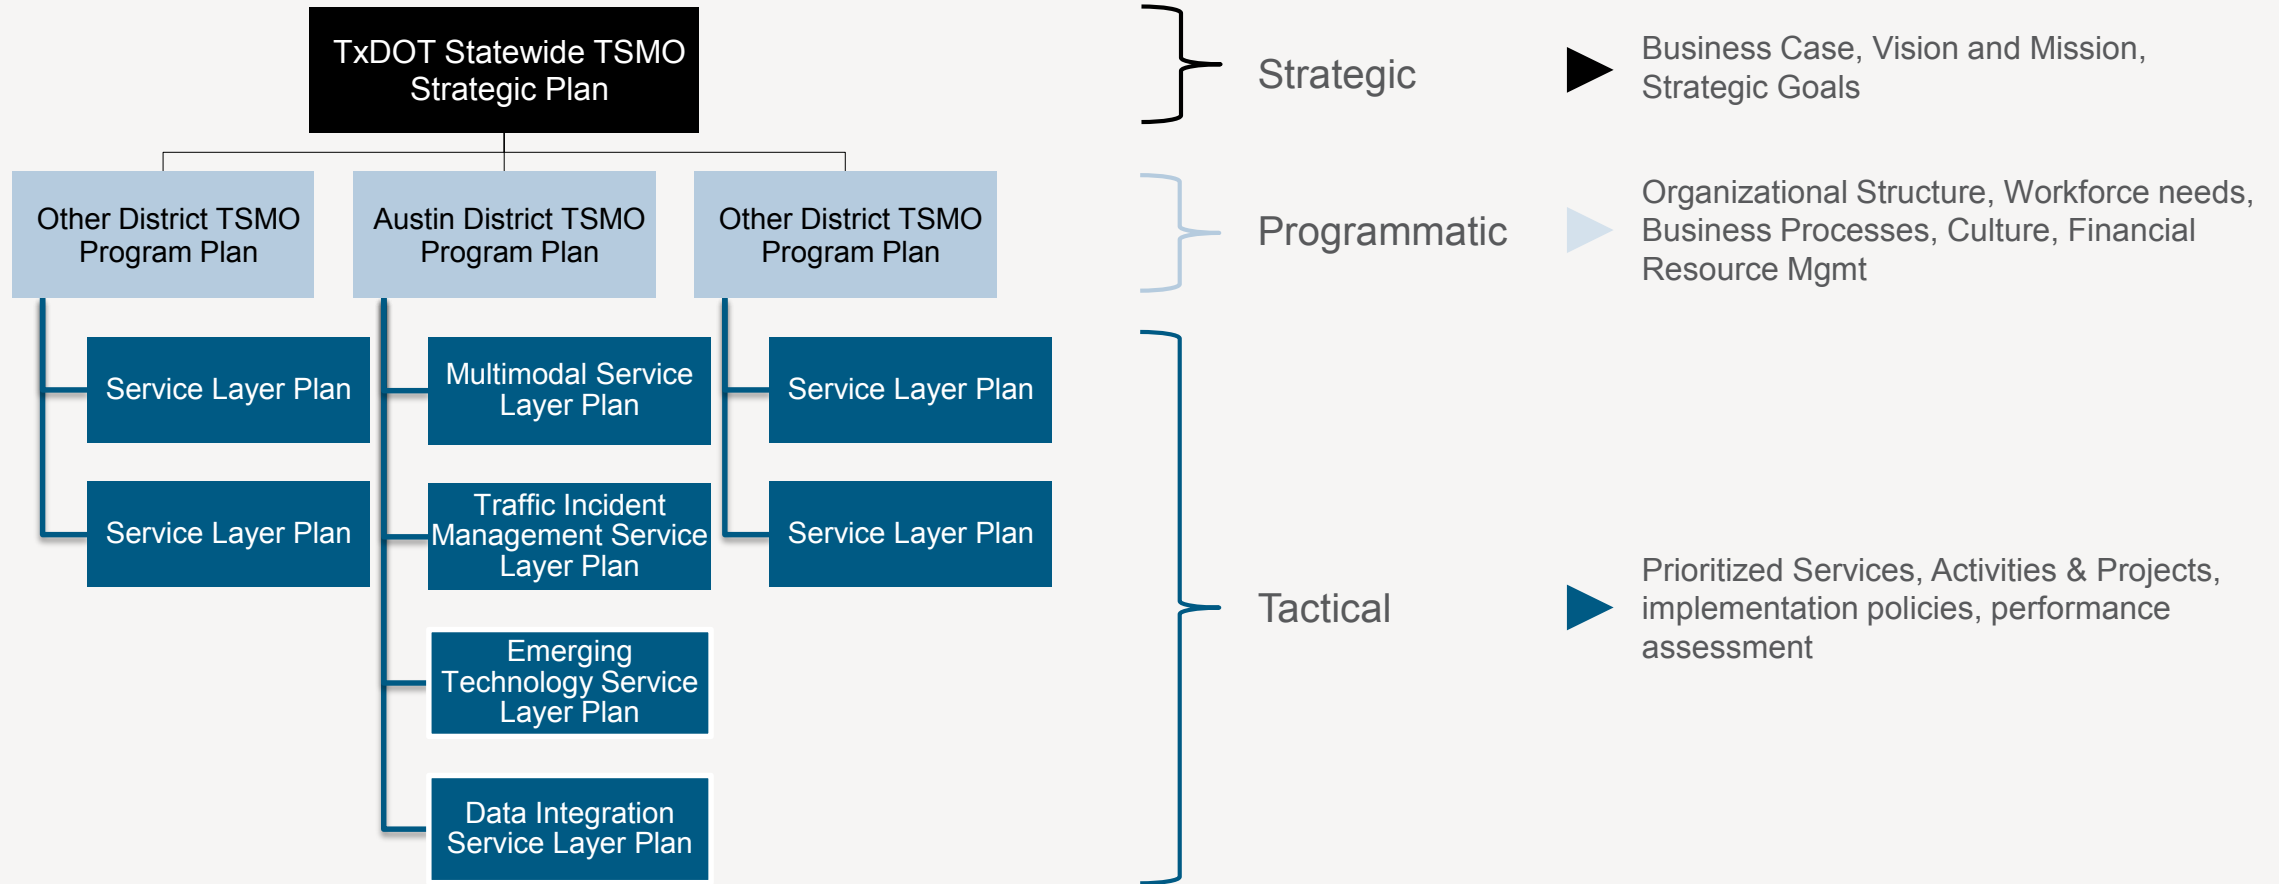 TxDOT Statewide TSMO
Strategic Plan
Strategic
Business Case, Vision and Mission,
Strategic Goals
Other District TSMO
Program Plan
Austin District TSMO
Program Plan
Other District TSMO
Program Plan
Programmatic
Organizational Structure, Workforce needs,
Business Processes, Culture, Financial
Resource Mgmt
Service Layer Plan
Service Layer Plan
Multimodal Service
Layer Plan
Traffic Incident
Management Service
Layer Plan
Emerging
Technology Service
Layer Plan
Data Integration
Service Layer Plan
Service Layer Plan
Service Layer Plan
Tactical
Prioritized Services, Activities & Projects,
implementation policies, performance
assessment